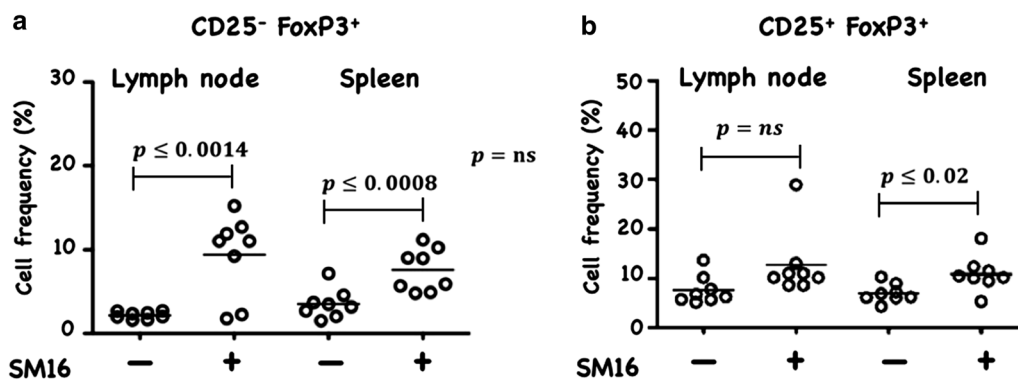 a
CD25⁻ FoxP3⁺
Lymph node Spleen
Cell frequency (%)
30
20
10
0
p ≤ 0.0014
p ≤ 0.0008
p = ns
SM16 − + − +
b
CD25⁺ FoxP3⁺
Lymph node Spleen
Cell frequency (%)
50
40
30
20
10
0
p = ns
p ≤ 0.02
SM16 − + − +